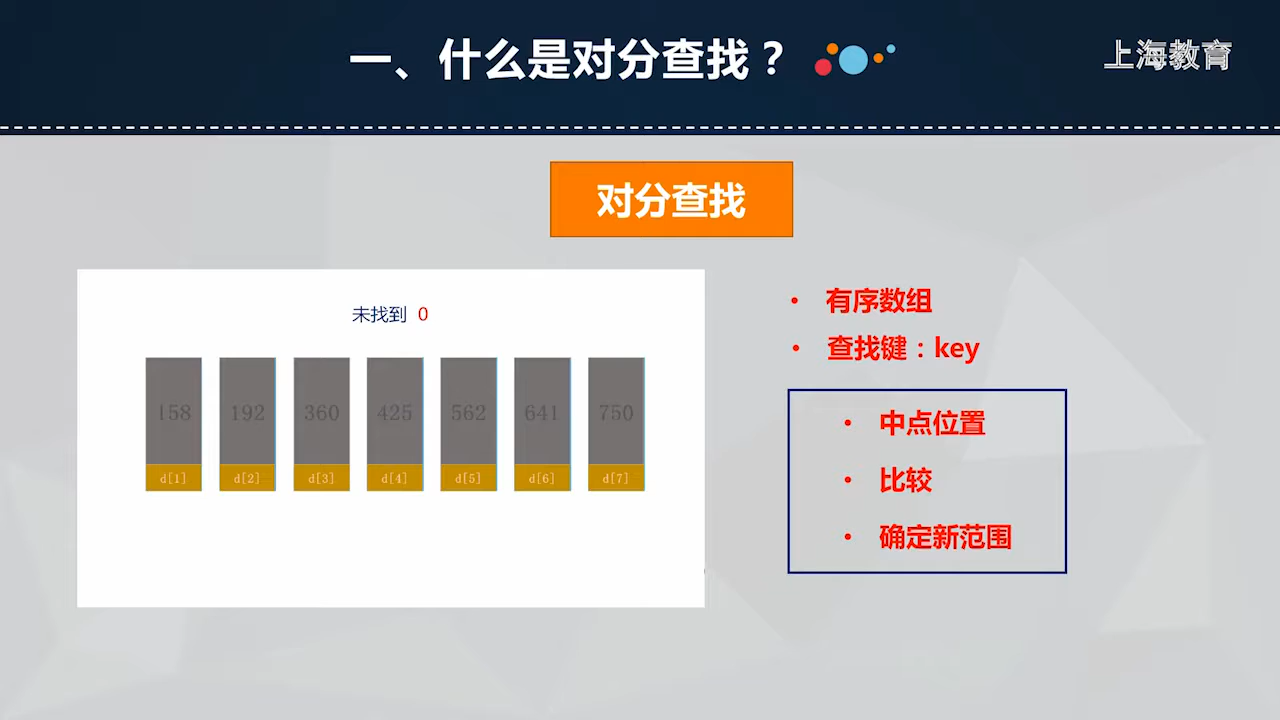 一、什么是对分查找？
上海教育
对分查找
未找到 0
158 192 360 425 562 641 750
d[1] d[2] d[3] d[4] d[5] d[6] d[7]
• 有序数组
• 查找键：key
• 中点位置
• 比较
• 确定新范围